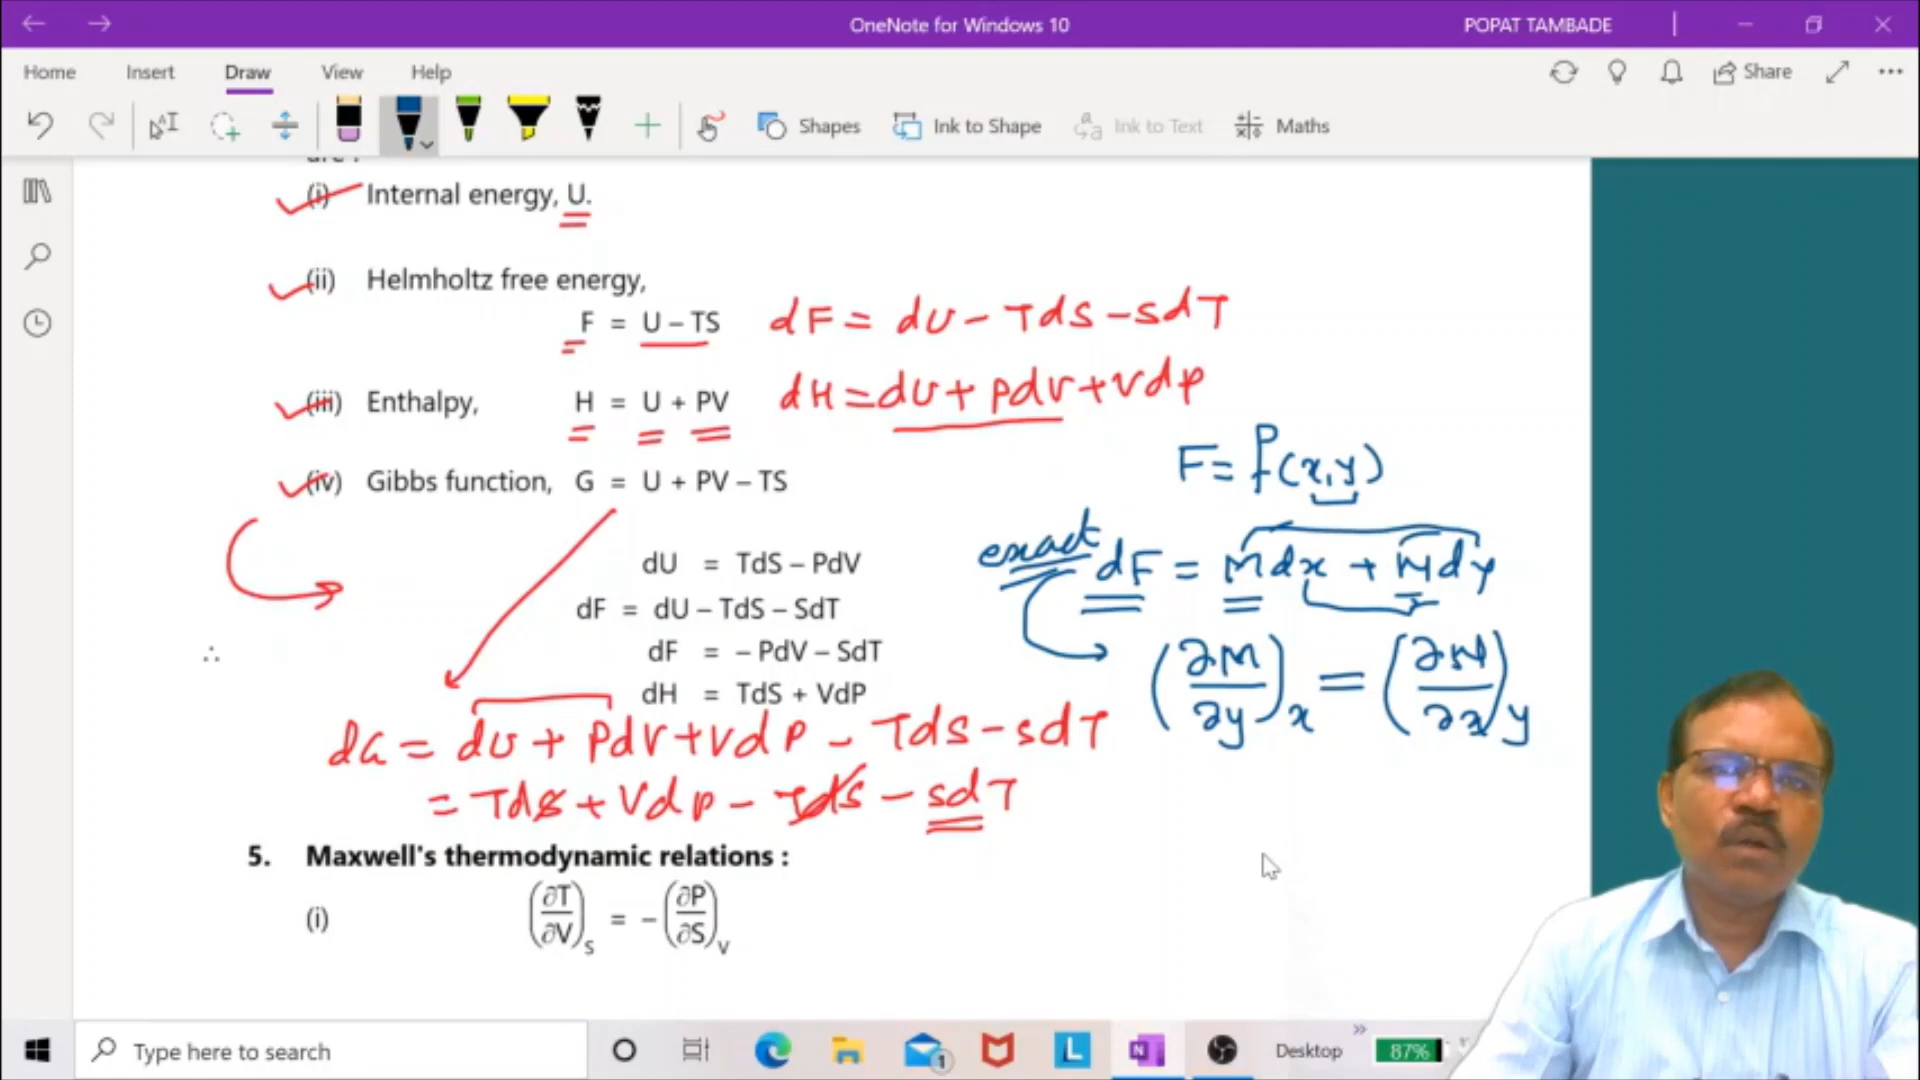 OneNote for Windows 10
POPAT TAMBADE
Home Insert Draw View Help
Share
Shapes Ink to Shape Ink to Text Maths
(i) Internal energy, U.
(ii) Helmholtz free energy,
F = U – TS dF = dU – TdS – SdT
(iii) Enthalpy, H = U + PV dH = dU + PdV + VdP
F = f(x,y)
(iv) Gibbs function, G = U + PV – TS
exact dF = Mdx + Ndy
dU = TdS – PdV
dF = dU – TdS – SdT
∴ dF = – PdV – SdT
dH = TdS + VdP
(∂M/∂y)x = (∂N/∂x)y
dG = dU + PdV + VdP – TdS – SdT
= TdS + VdP – TdS – SdT
5. Maxwell's thermodynamic relations :
(i) (∂T/∂V)S = – (∂P/∂S)V
Type here to search
1
L
N
Desktop
87%